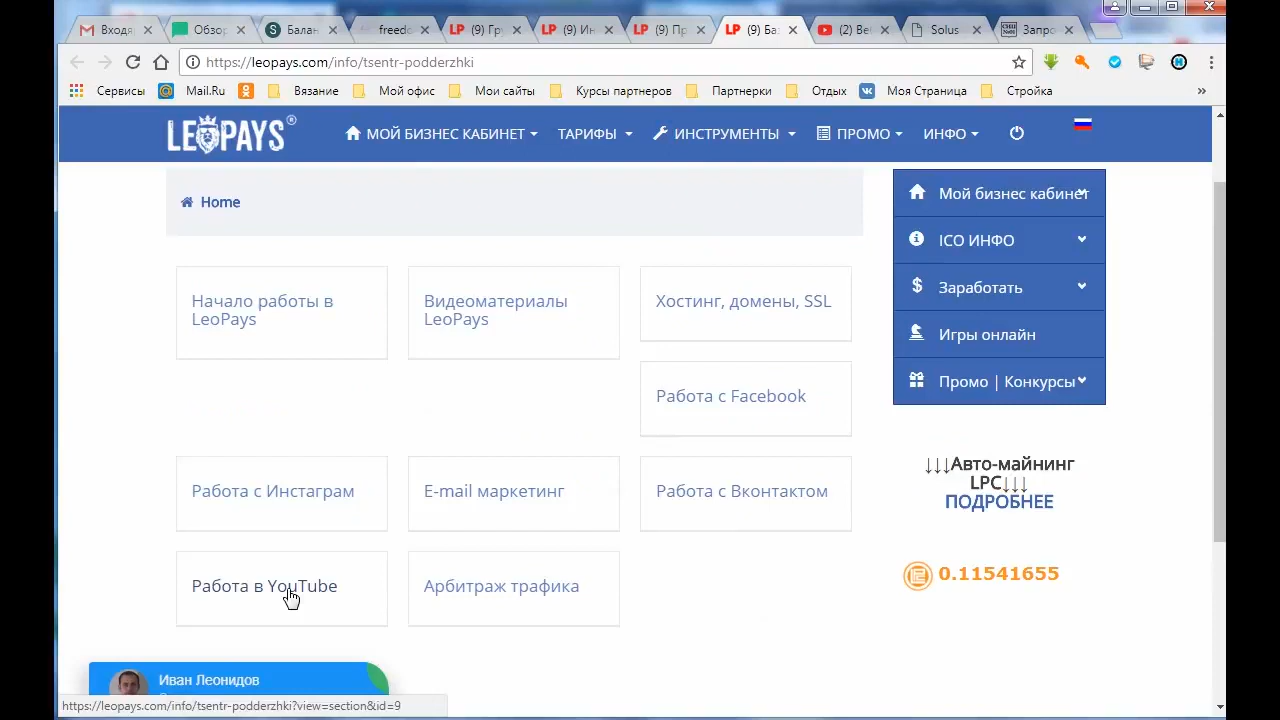 Входя
Обзор
Балан
freed
(9) Гр
(9) Ин
(9) Пр
(9) Ба
(2) Ве
Solus
Запро
https://leopays.com/info/tsentr-podderzhki
Сервисы
Mail.Ru
Вязание
Мой офис
Мои сайты
Курсы партнеров
Партнерки
Отдых
Моя Страница
Стройка
»
LEOPAYS®
МОЙ БИЗНЕС КАБИНЕТ
ТАРИФЫ
ИНСТРУМЕНТЫ
ПРОМО
ИНФО
Home
Начало работы в
LeoPays
Видеоматериалы
LeoPays
Хостинг, домены, SSL
Работа с Facebook
Работа с Инстаграм
E-mail маркетинг
Работа с Вконтактом
Работа в YouTube
Арбитраж трафика
Мой бизнес кабинет
ICO ИНФО
Заработать
Игры онлайн
Промо | Конкурсы
↓↓↓Авто-майнинг
LPC↓↓↓
ПОДРОБНЕЕ
0.11541655
Иван Леонидов
https://leopays.com/info/tsentr-podderzhki?view=section&id=9